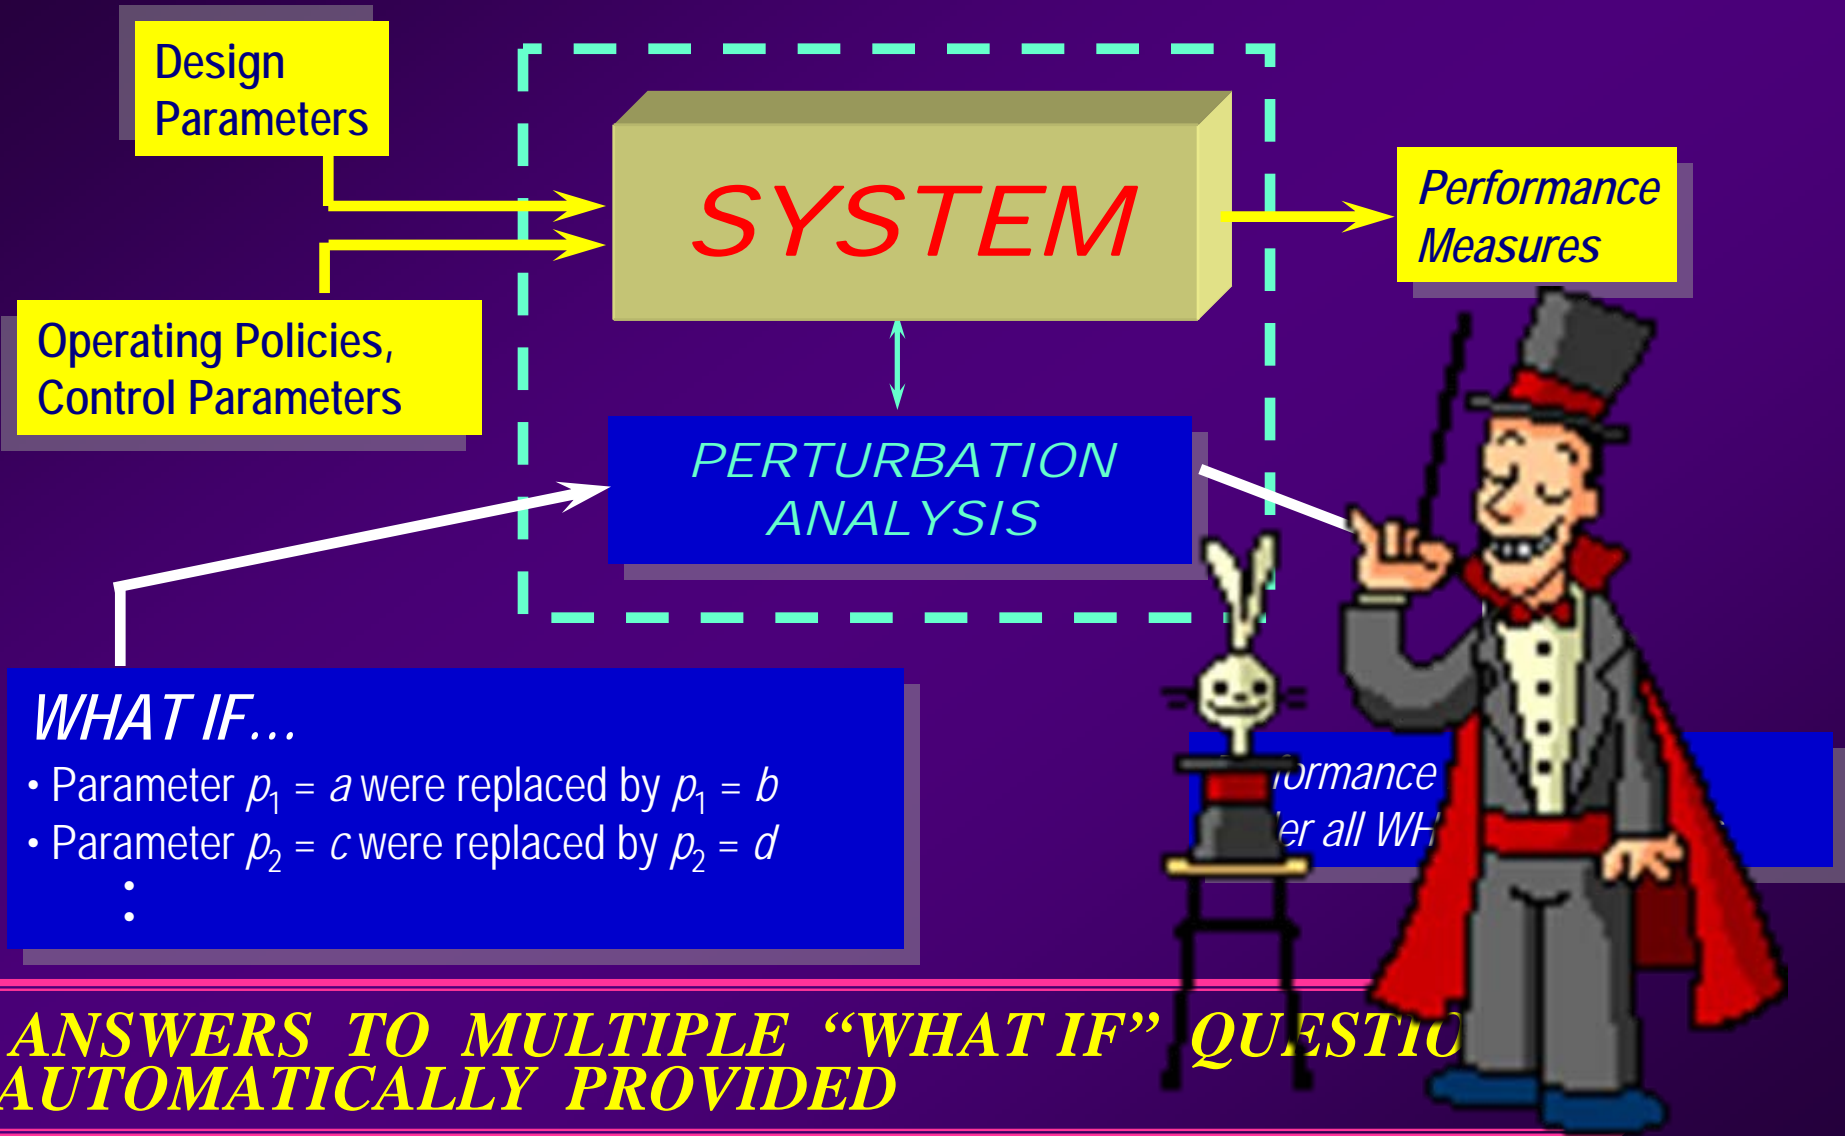 Design
Parameters
SYSTEM
Performance
Measures
Operating Policies,
Control Parameters
PERTURBATION
ANALYSIS
WHAT IF…
• Parameter p₁ = a were replaced by p₁ = b
• Parameter p₂ = c were replaced by p₂ = d
•
•
all
ANSWERS TO MULTIPLE “WHAT IF”
AUTOMATICALLY PROVIDED